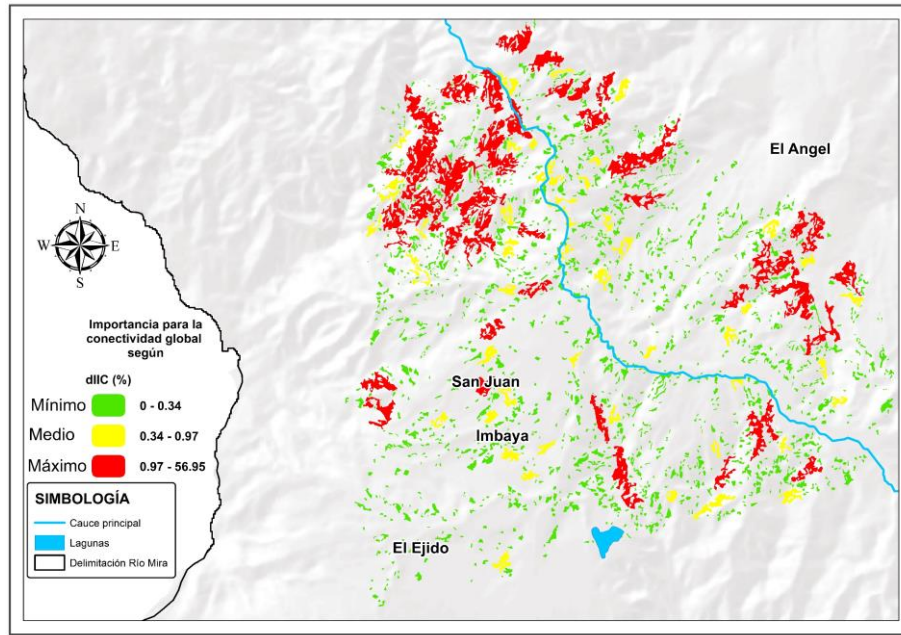 El Angel
N
W
E
S
Importancia para la
conectividad global
según
dIIC (%)
Mínimo 0 - 0.34
Medio 0.34 - 0.97
Máximo 0.97 - 56.95
San Juan
Imbaya
SIMBOLOGÍA
Cauce principal
Lagunas
Delimitación Río Mira
El Ejido